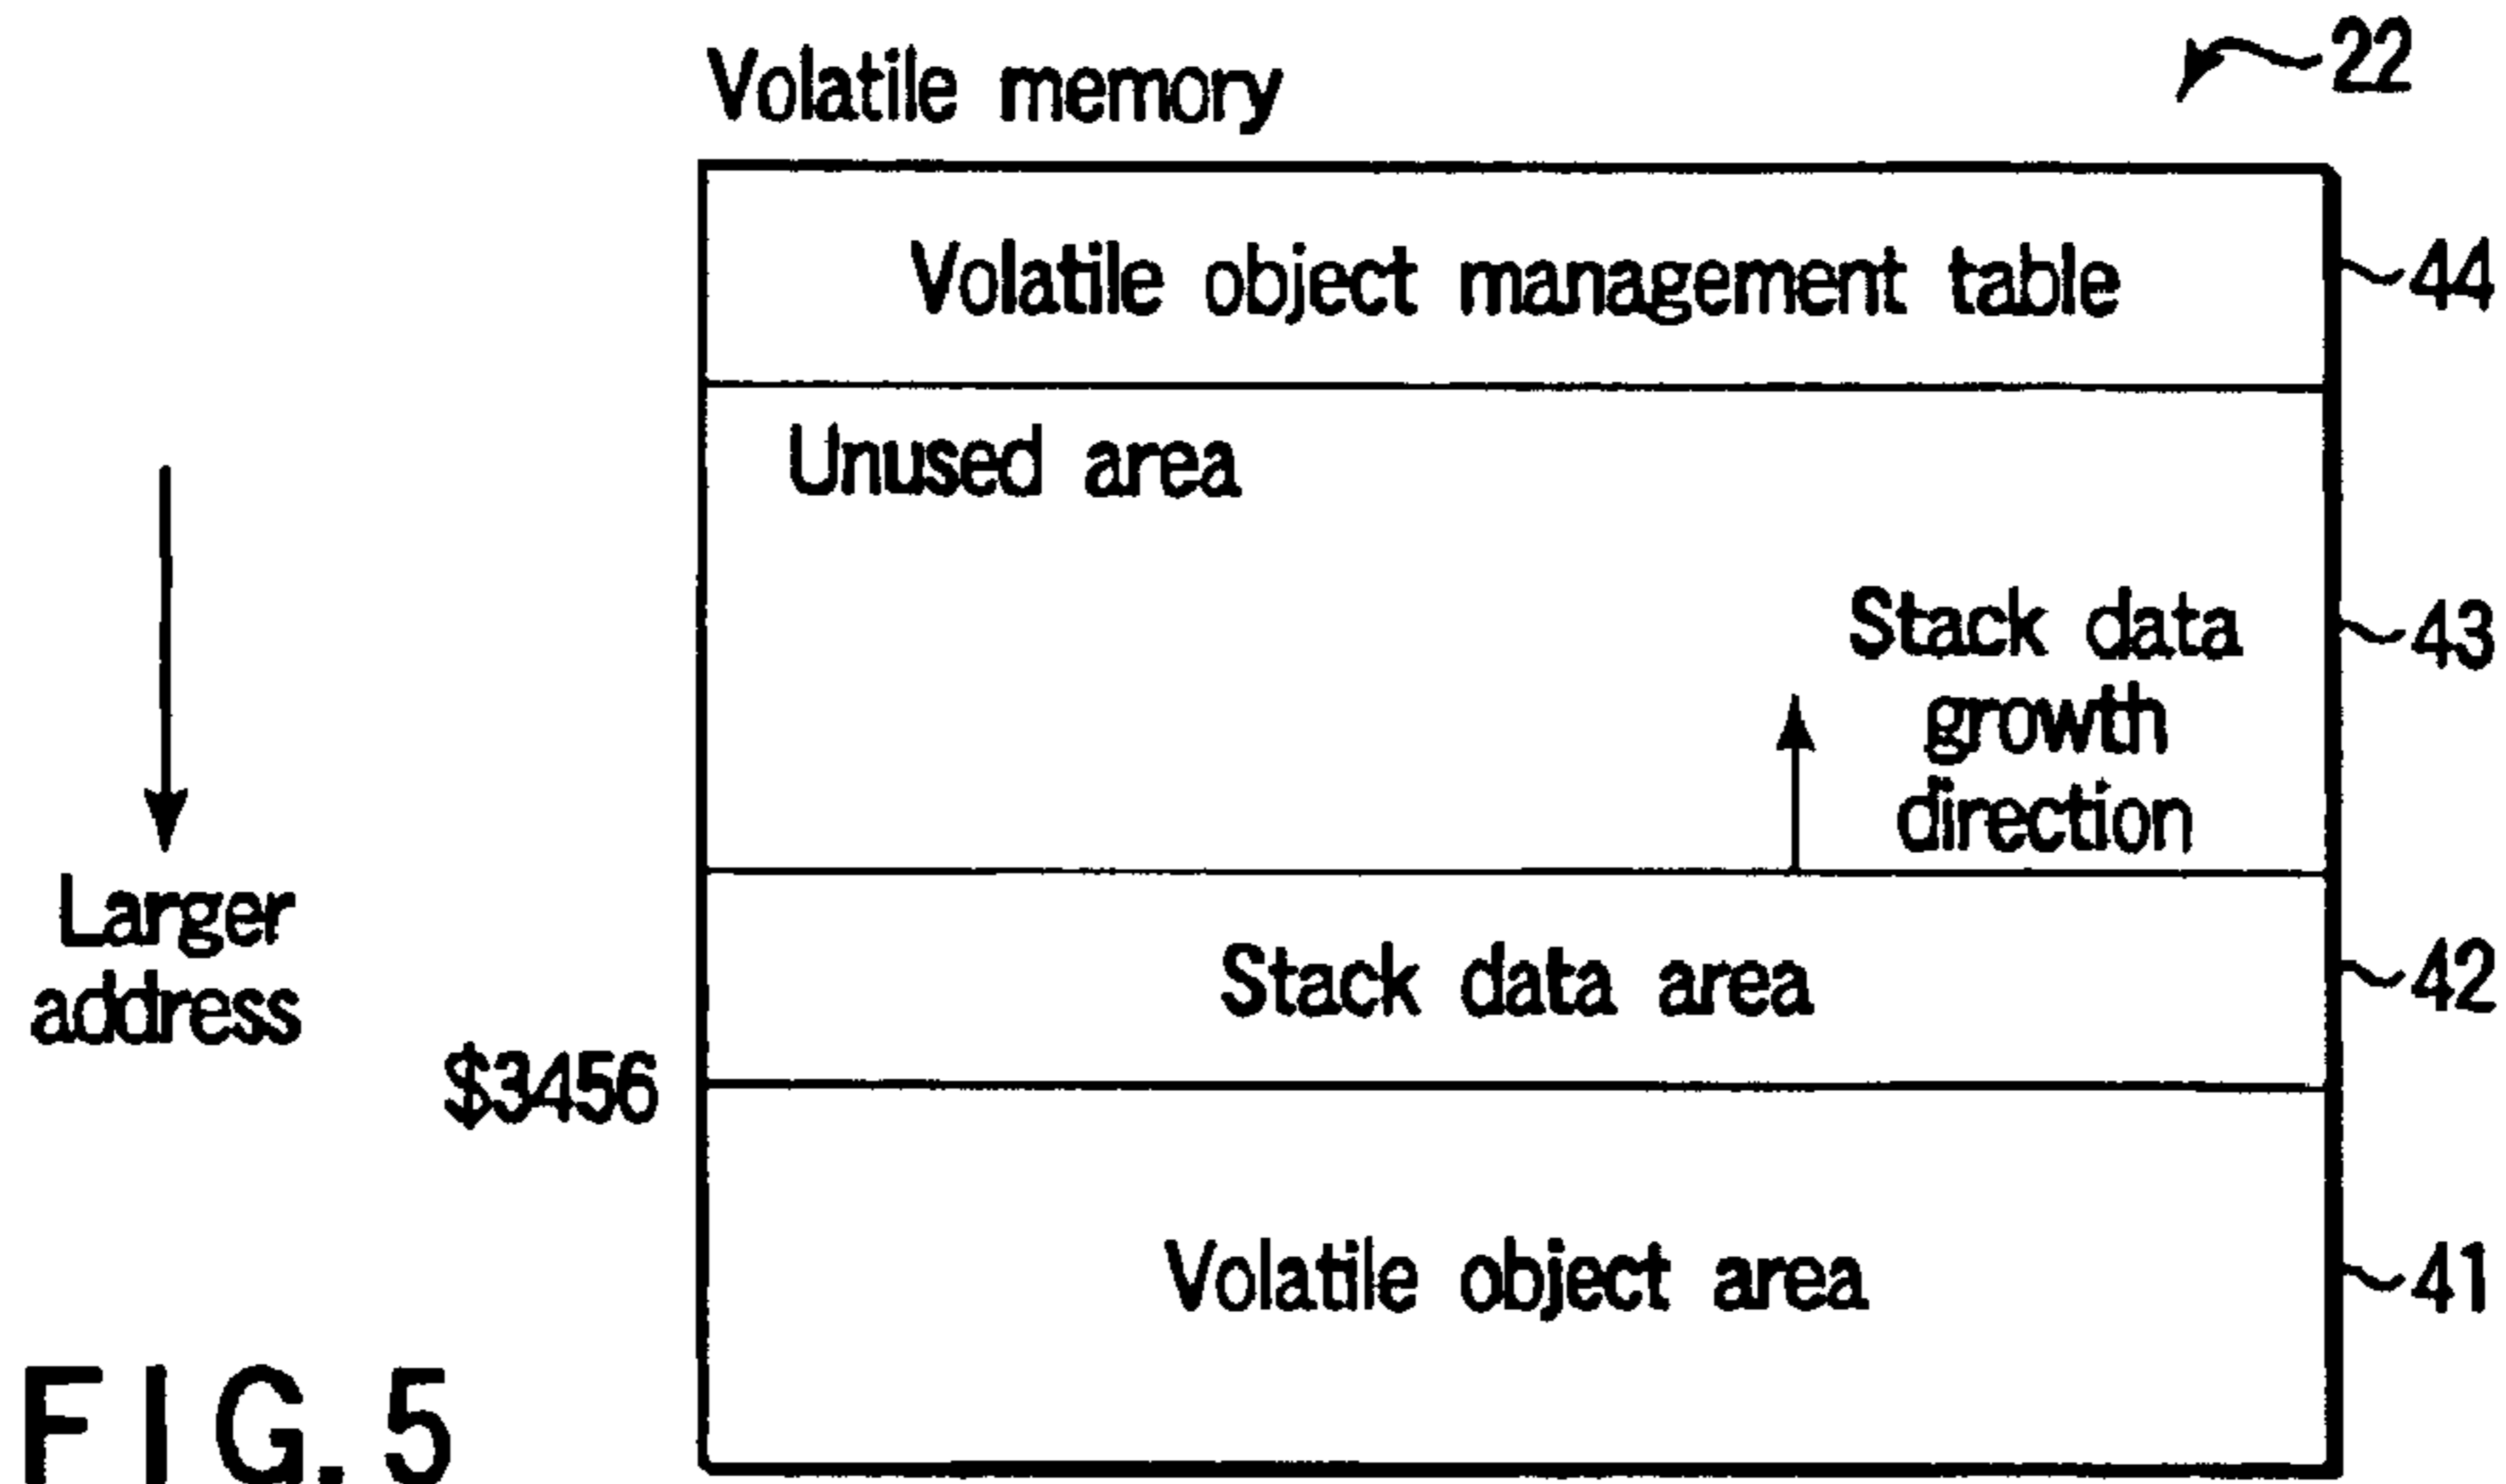 Volatile memory
22
Volatile object management table
44
Unused area
Stack data
growth
direction
43
Larger
address
Stack data area
42
$3456
Volatile object area
41
FIG.5